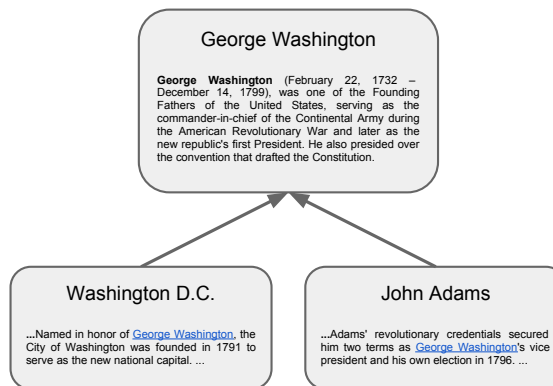 George Washington
George Washington (February 22, 1732 –
December 14, 1799), was one of the Founding
Fathers of the United States, serving as the
commander-in-chief of the Continental Army during
the American Revolutionary War and later as the
new republic's first President. He also presided over
the convention that drafted the Constitution.
Washington D.C.
...Named in honor of George Washington, the
City of Washington was founded in 1791 to
serve as the new national capital. ...
John Adams
...Adams' revolutionary credentials secured
him two terms as George Washington's vice
president and his own election in 1796. ...